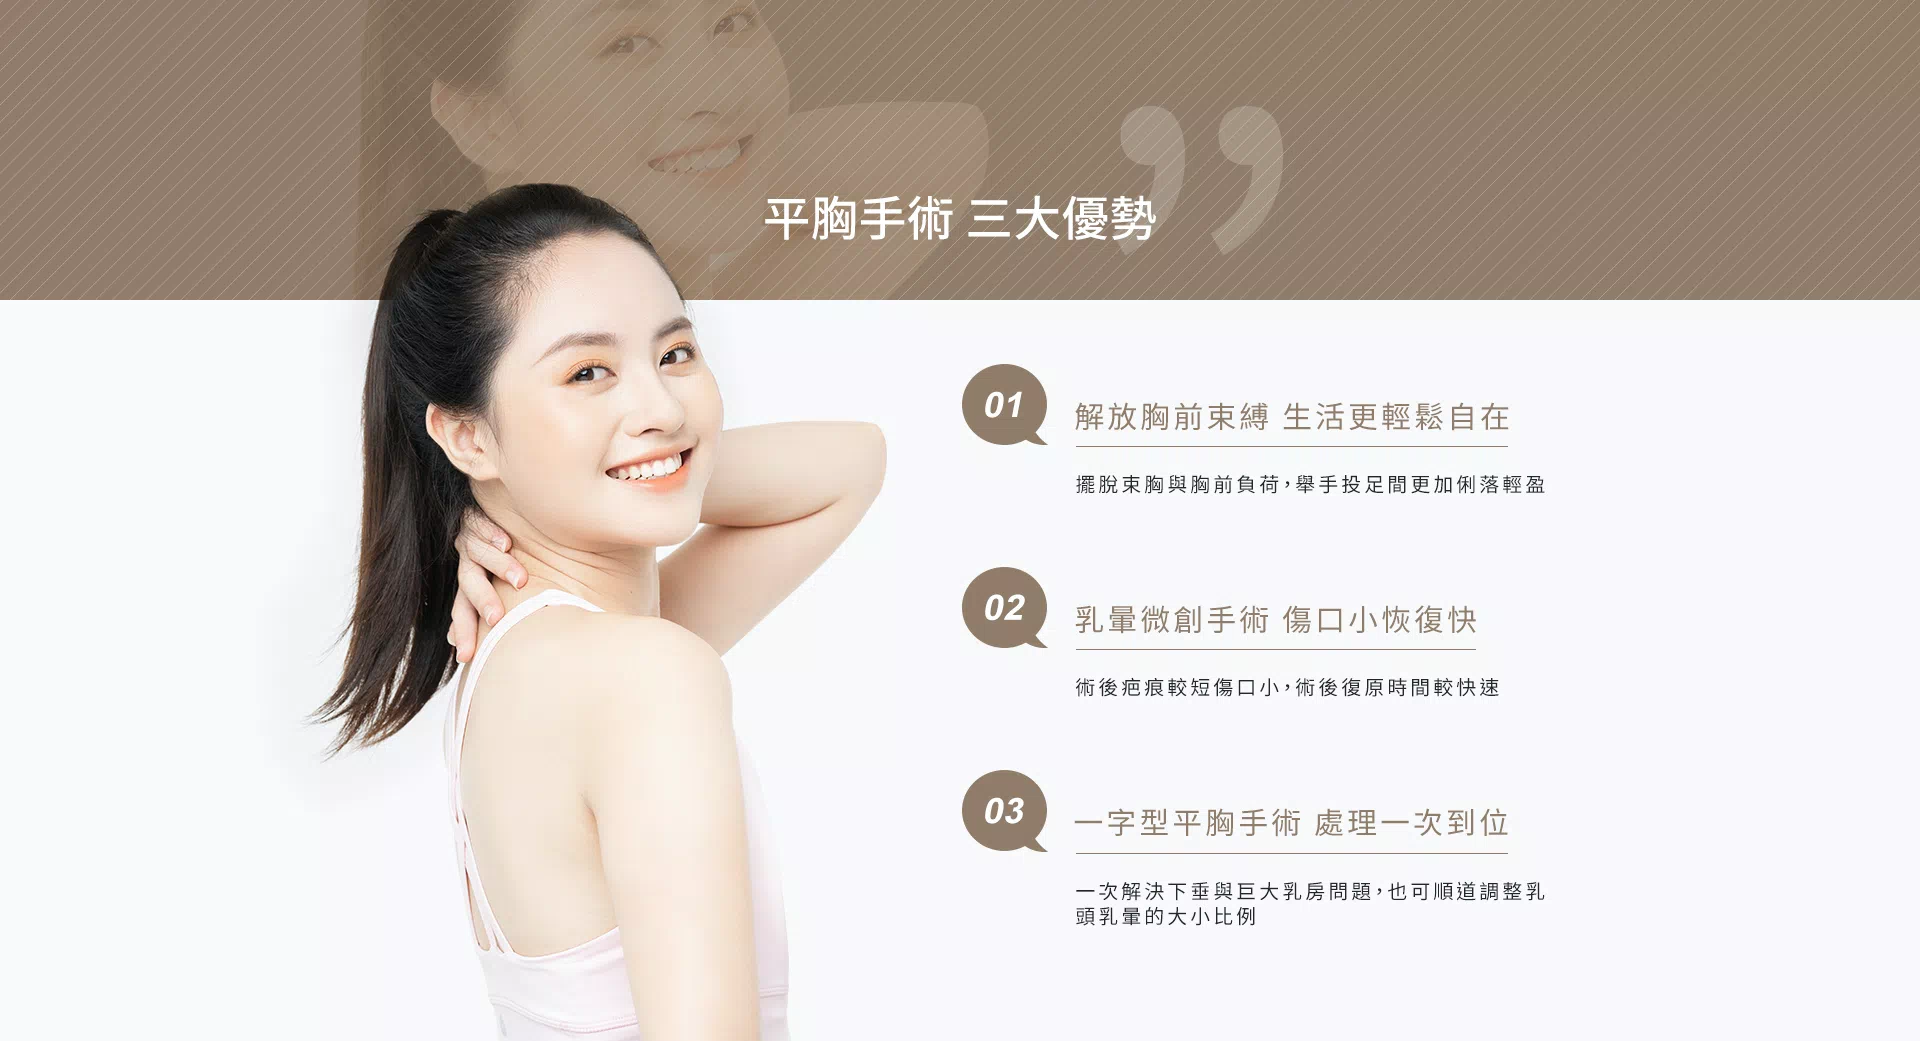 平胸手術 三大優勢
01
解放胸前束縛 生活更輕鬆自在
擺脫束胸與胸前負荷，舉手投足間更加俐落輕盈
02
乳暈微創手術 傷口小恢復快
術後疤痕較短傷口小，術後復原時間較快速
03
一字型平胸手術 處理一次到位
一次解決下垂與巨大乳房問題，也可順道調整乳
頭乳暈的大小比例